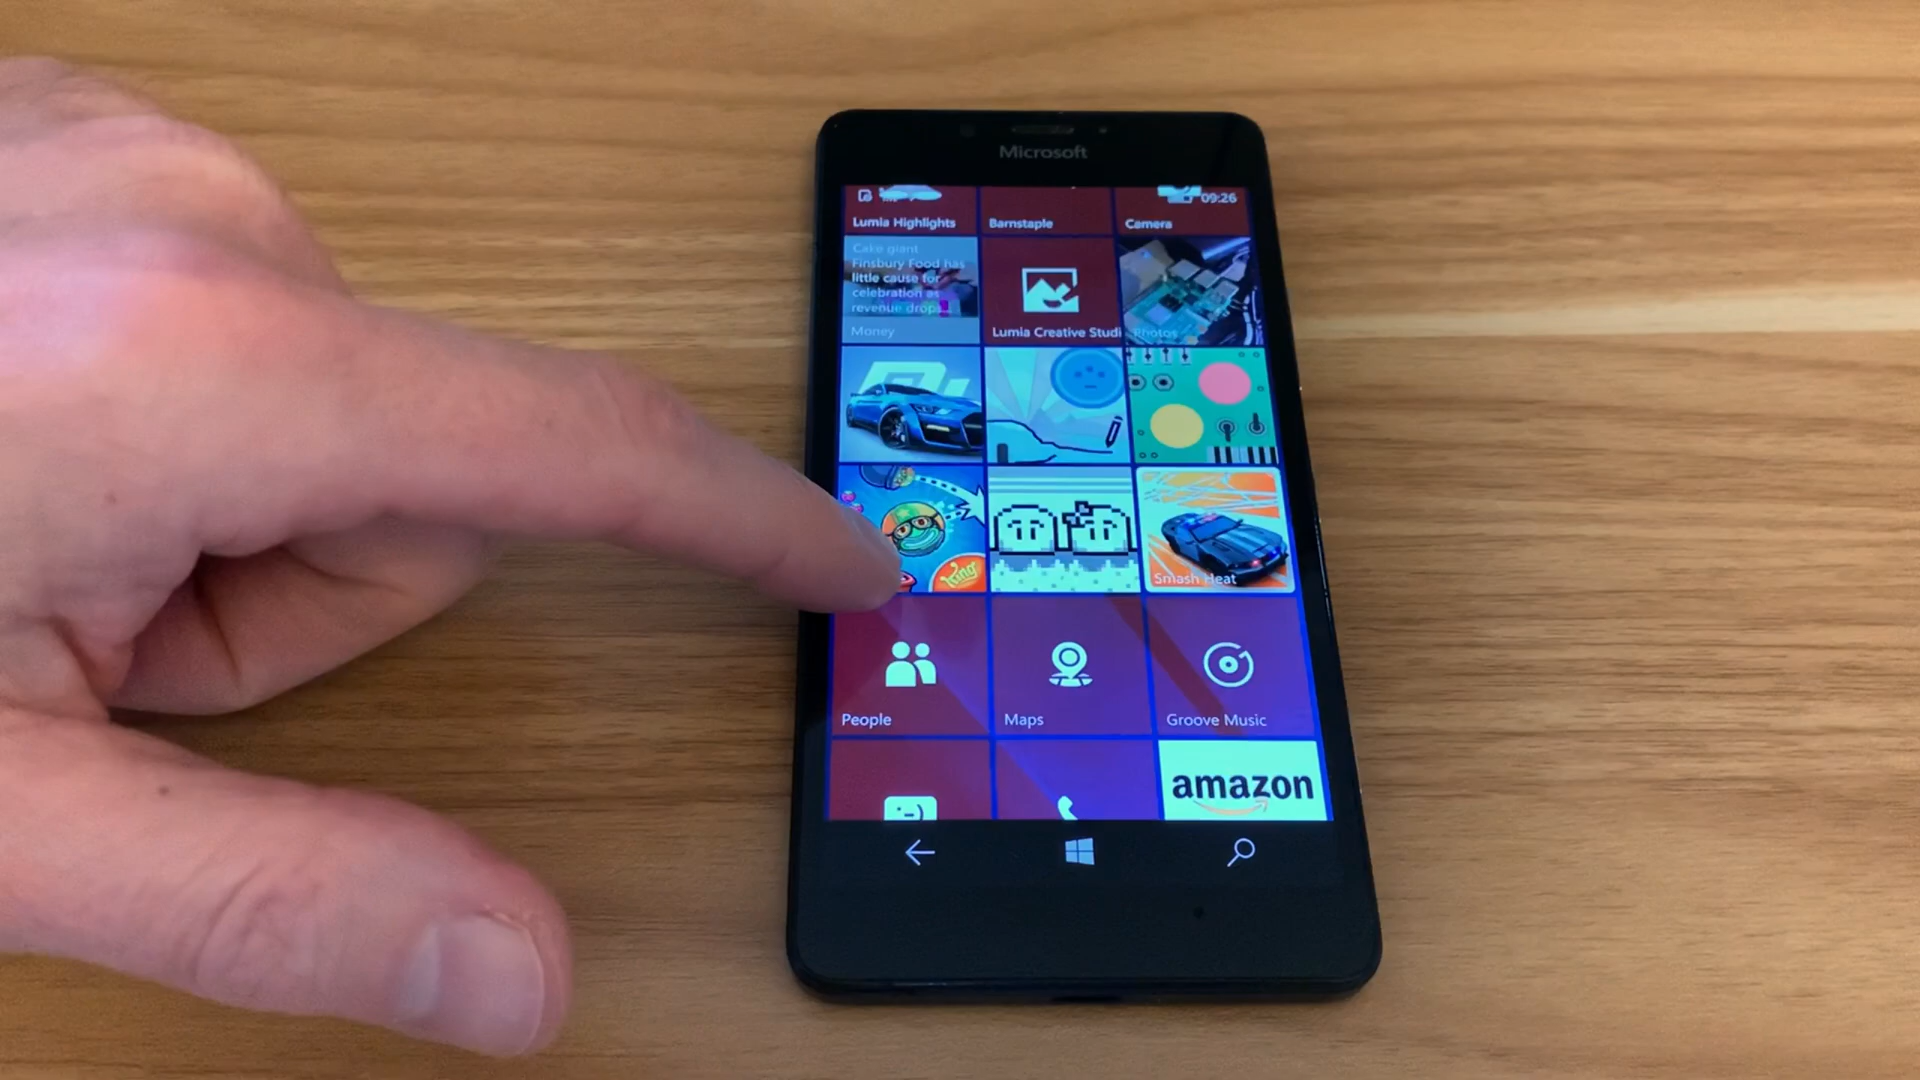 Microsoft
09:26
Lumia Highlights
Barnstaple
Camera
Cake giant
Finsbury Food has
little cause for
celebration as
revenue drops...
Money
Lumia Creative Studi
Photos
King
Smash Heat
People
Maps
Groove Music
amazon